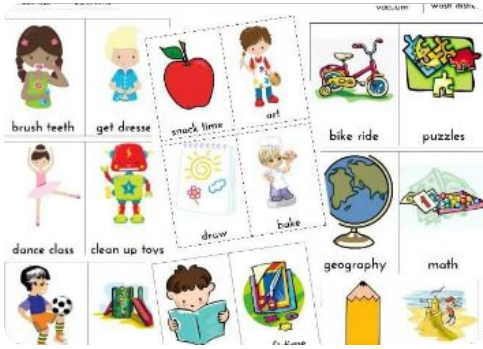 vacuum
wash dishe
brush teeth
get dresse
snack time
art
bike ride
puzzles
dance class
clean up toys
draw
bake
geography
math
time